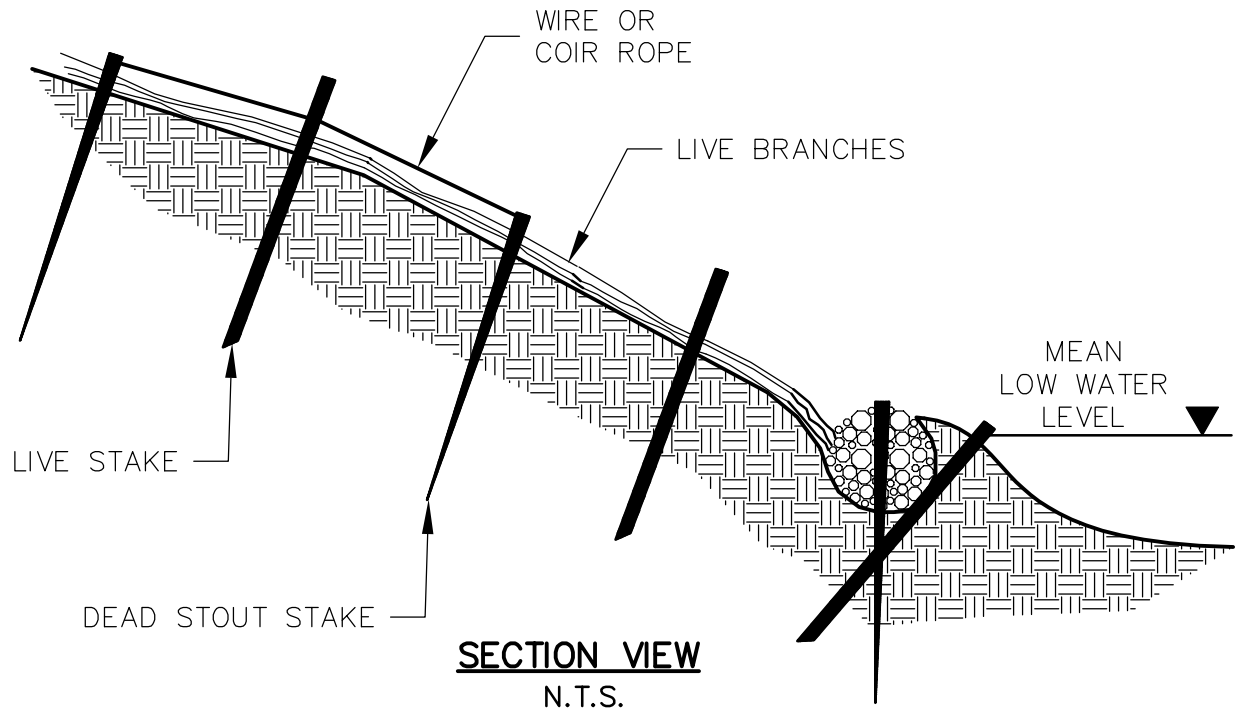 WIRE OR
COIR ROPE
LIVE BRANCHES
MEAN
LOW WATER
LEVEL
LIVE STAKE
DEAD STOUT STAKE
SECTION VIEW
N.T.S.